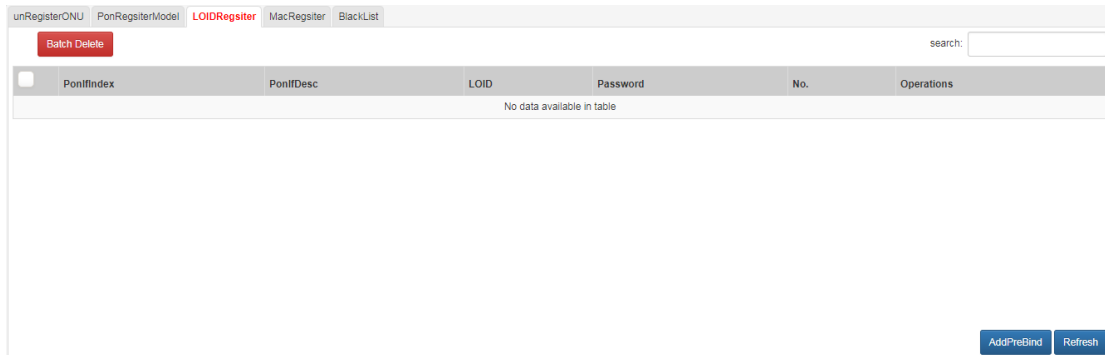 unRegisterONU PonRegsiterModel LOIDRegsiter MacRegsiter BlackList
Batch Delete search:
PonIfIndex PonIfDesc LOID Password No. Operations
No data available in table
AddPreBind Refresh